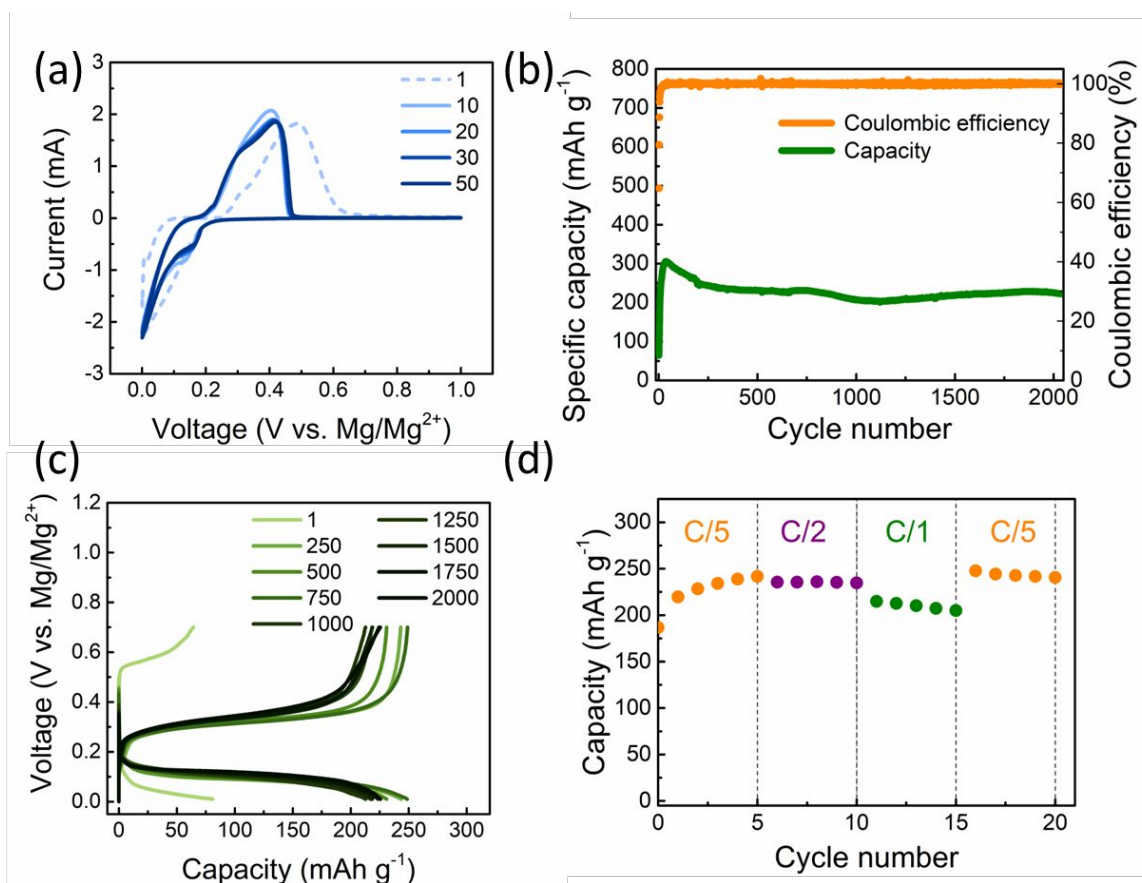 (a)
3
2
1
0
-1
-2
-3
Current (mA)
1
10
20
30
50
0.0 0.2 0.4 0.6 0.8 1.0
Voltage (V vs. Mg/Mg²⁺)
(b)
800
700
600
500
400
300
200
100
0
Specific capacity (mAh g⁻¹)
Coulombic efficiency
Capacity
100
80
60
40
20
0
Coulombic efficiency (%)
0 500 1000 1500 2000
Cycle number
(c)
1.2
1.0
0.8
0.6
0.4
0.2
0.0
Voltage (V vs. Mg/Mg²⁺)
1
250
500
750
1000
1250
1500
1750
2000
0 50 100 150 200 250 300
Capacity (mAh g⁻¹)
(d)
300
250
200
150
100
50
0
Capacity (mAh g⁻¹)
C/5 C/2 C/1 C/5
0 5 10 15 20
Cycle number